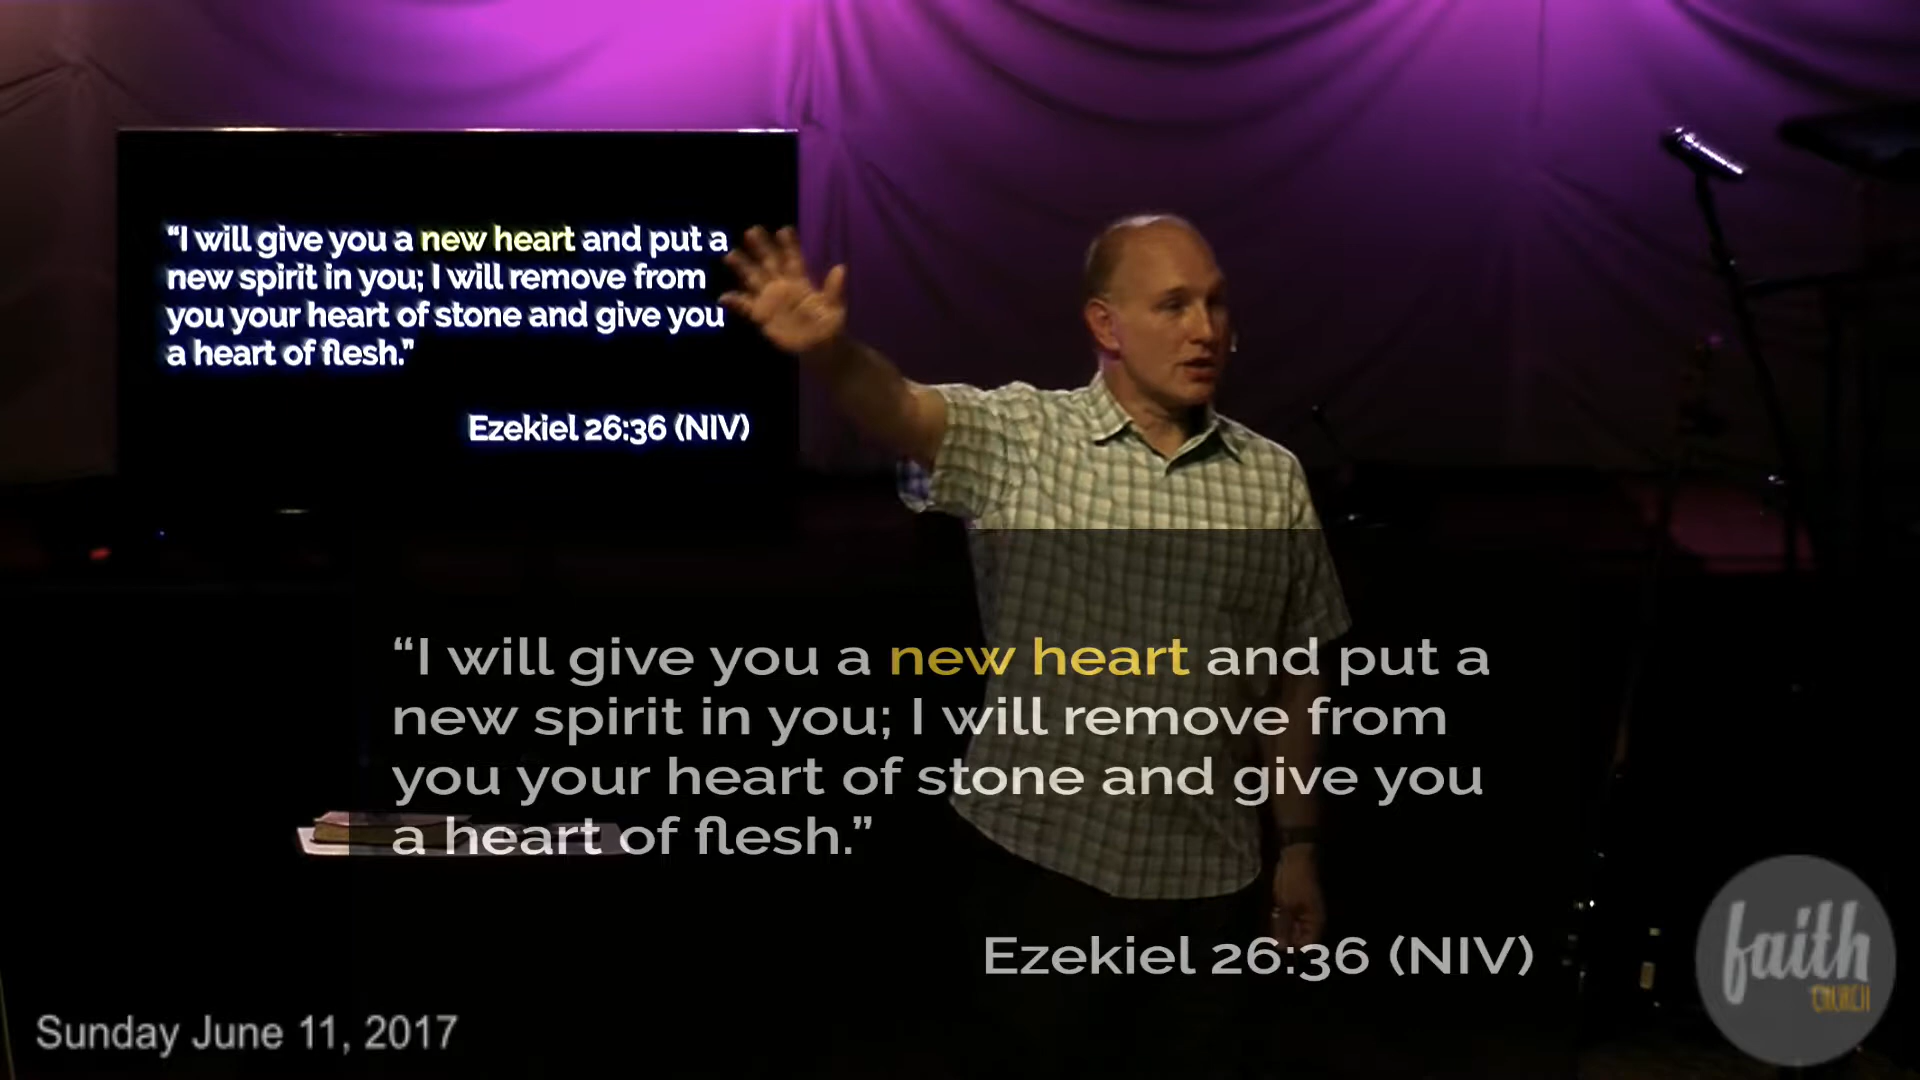 “I will give you a new heart and put a
new spirit in you; I will remove from
you your heart of stone and give you
a heart of flesh.”
Ezekiel 26:36 (NIV)
“I will give you a new heart and put a
new spirit in you; I will remove from
you your heart of stone and give you
a heart of flesh.”
Ezekiel 26:36 (NIV)
Sunday June 11, 2017
faith
CHURCH